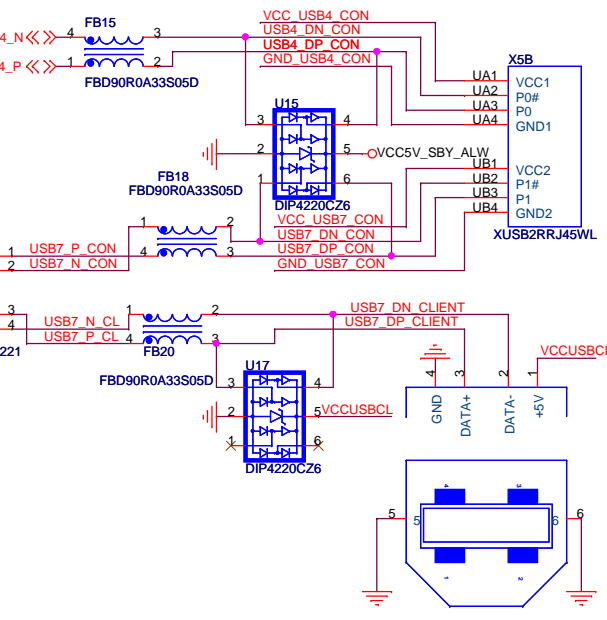 VCC_USB4_CON
FB15
USB4_DN_CON
4_N 4 3
USB4_DP_CON
4_P 1 2
GND_USB4_CON
X5B
FBD90R0A33S05D
UA1 VCC1
UA2 P0#
UA3 P0
UA4 GND1
U15
3 4
2 5 VCC5V_SBY_ALW
1 6
DIP4220CZ6
UB1 VCC2
UB2 P1#
UB3 P1
UB4 GND2
XUSB2RRJ45WL
FB18
FBD90R0A33S05D
1 2
4 3
VCC_USB7_CON
USB7_DN_CON
USB7_DP_CON
GND_USB7_CON
1 USB7_P_CON
2 USB7_N_CON
3
4 USB7_N_CL 1 2
USB7_P_CL 4 3
221
FB20
FBD90R0A33S05D
USB7_DN_CLIENT
USB7_DP_CLIENT
U17
3 4
2 5 VCCUSBCL
1 6
DIP4220CZ6
VCCUSBCL
4 3 2 1
GND DATA+ DATA- +5V
4 3
5 5 6 6
1 2